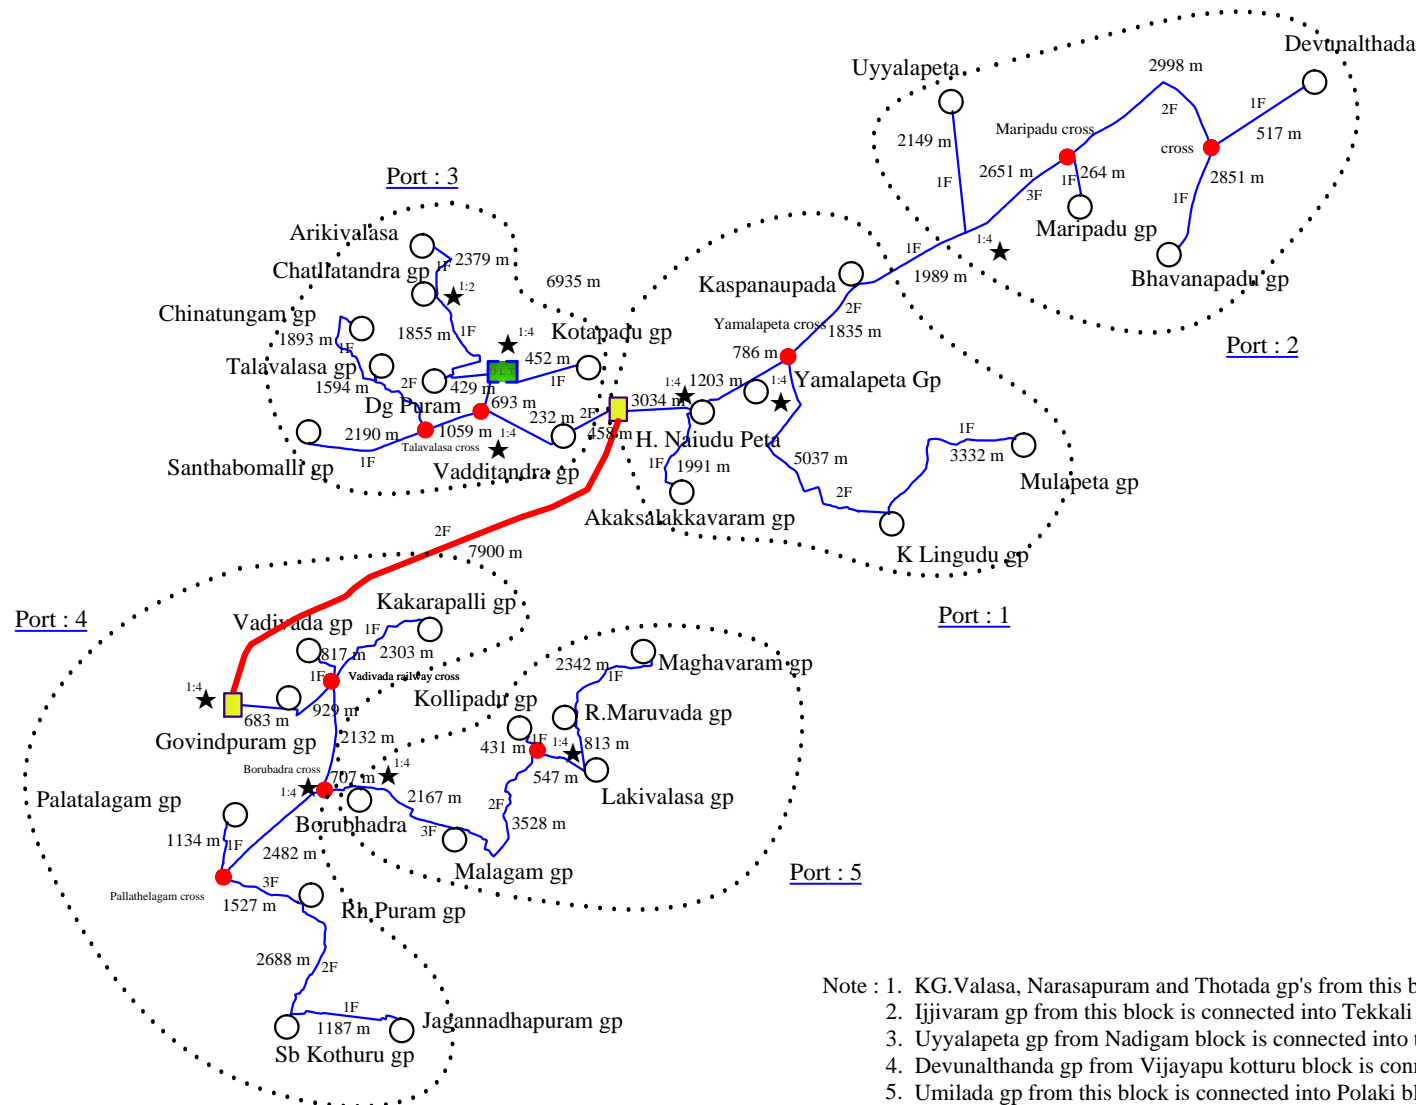 Devunalthada
Uyyalapeta
2998 m
2F
1F
517 m
Maripadu cross
cross
2149 m
2651 m
1F
264 m
2851 m
1F
3F
1F
Maripadu gp
Bhavanapadu gp
1:4
1F
1989 m
Port : 2
Port : 3
Arikivalasa
1F
2379 m
Chatllatandra gp
1:2
6935 m
Kaspanaupada
2F
1835 m
Chinatungam gp
1893 m
1F
1855 m
1F
1:4
Kotapadu gp
Yamalapeta cross
786 m
Talavalasa gp
1594 m
2F
429 m
452 m
1F
O L T
Dg Puram
693 m
1:4
1203 m
1:4
Yamalapeta Gp
3034 m
232 m
2F
458 m
H. Naiudu Peta
2190 m
1F
1059 m
Talavalasa cross
1:4
Santhabomalli gp
Vadditandra gp
1F
1991 m
Akaksalakkavaram gp
5037 m
2F
1F
3332 m
Mulapeta gp
K Lingudu gp
2F
7900 m
Port : 1
Port : 4
Vadivada gp
Kakarapalli gp
1F
2303 m
817 m
1F
Vadivada railway cross
1:4
683 m
929 m
Govindpuram gp
2132 m
2342 m
1F
Maghavaram gp
Kollipadu gp
R.Maruvada gp
431 m
1F
1:4
813 m
547 m
Lakivalasa gp
Borubadra cross
1:4
707 m
1:4
Borubhadra
2167 m
3F
2F
3528 m
Malagam gp
Palatalagam gp
1134 m
1F
2482 m
Port : 5
Pallathelagam cross
3F
1527 m
Rh Puram gp
2688 m
2F
1F
1187 m
Jagannadhapuram gp
Sb Kothuru gp
Note : 1. KG.Valasa, Narasapuram and Thotada gp's from this b
2. Ijjivaram gp from this block is connected into Tekkali
3. Uyyalapeta gp from Nadigam block is connected into t
4. Devunalthanda gp from Vijayapu kotturu block is conn
5. Umilada gp from this block is connected into Polaki bl